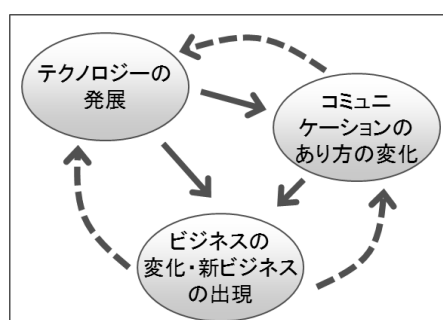 テクノロジーの
発展
コミュニ
ケーションの
あり方の変化
ビジネスの
変化・新ビジネス
の出現